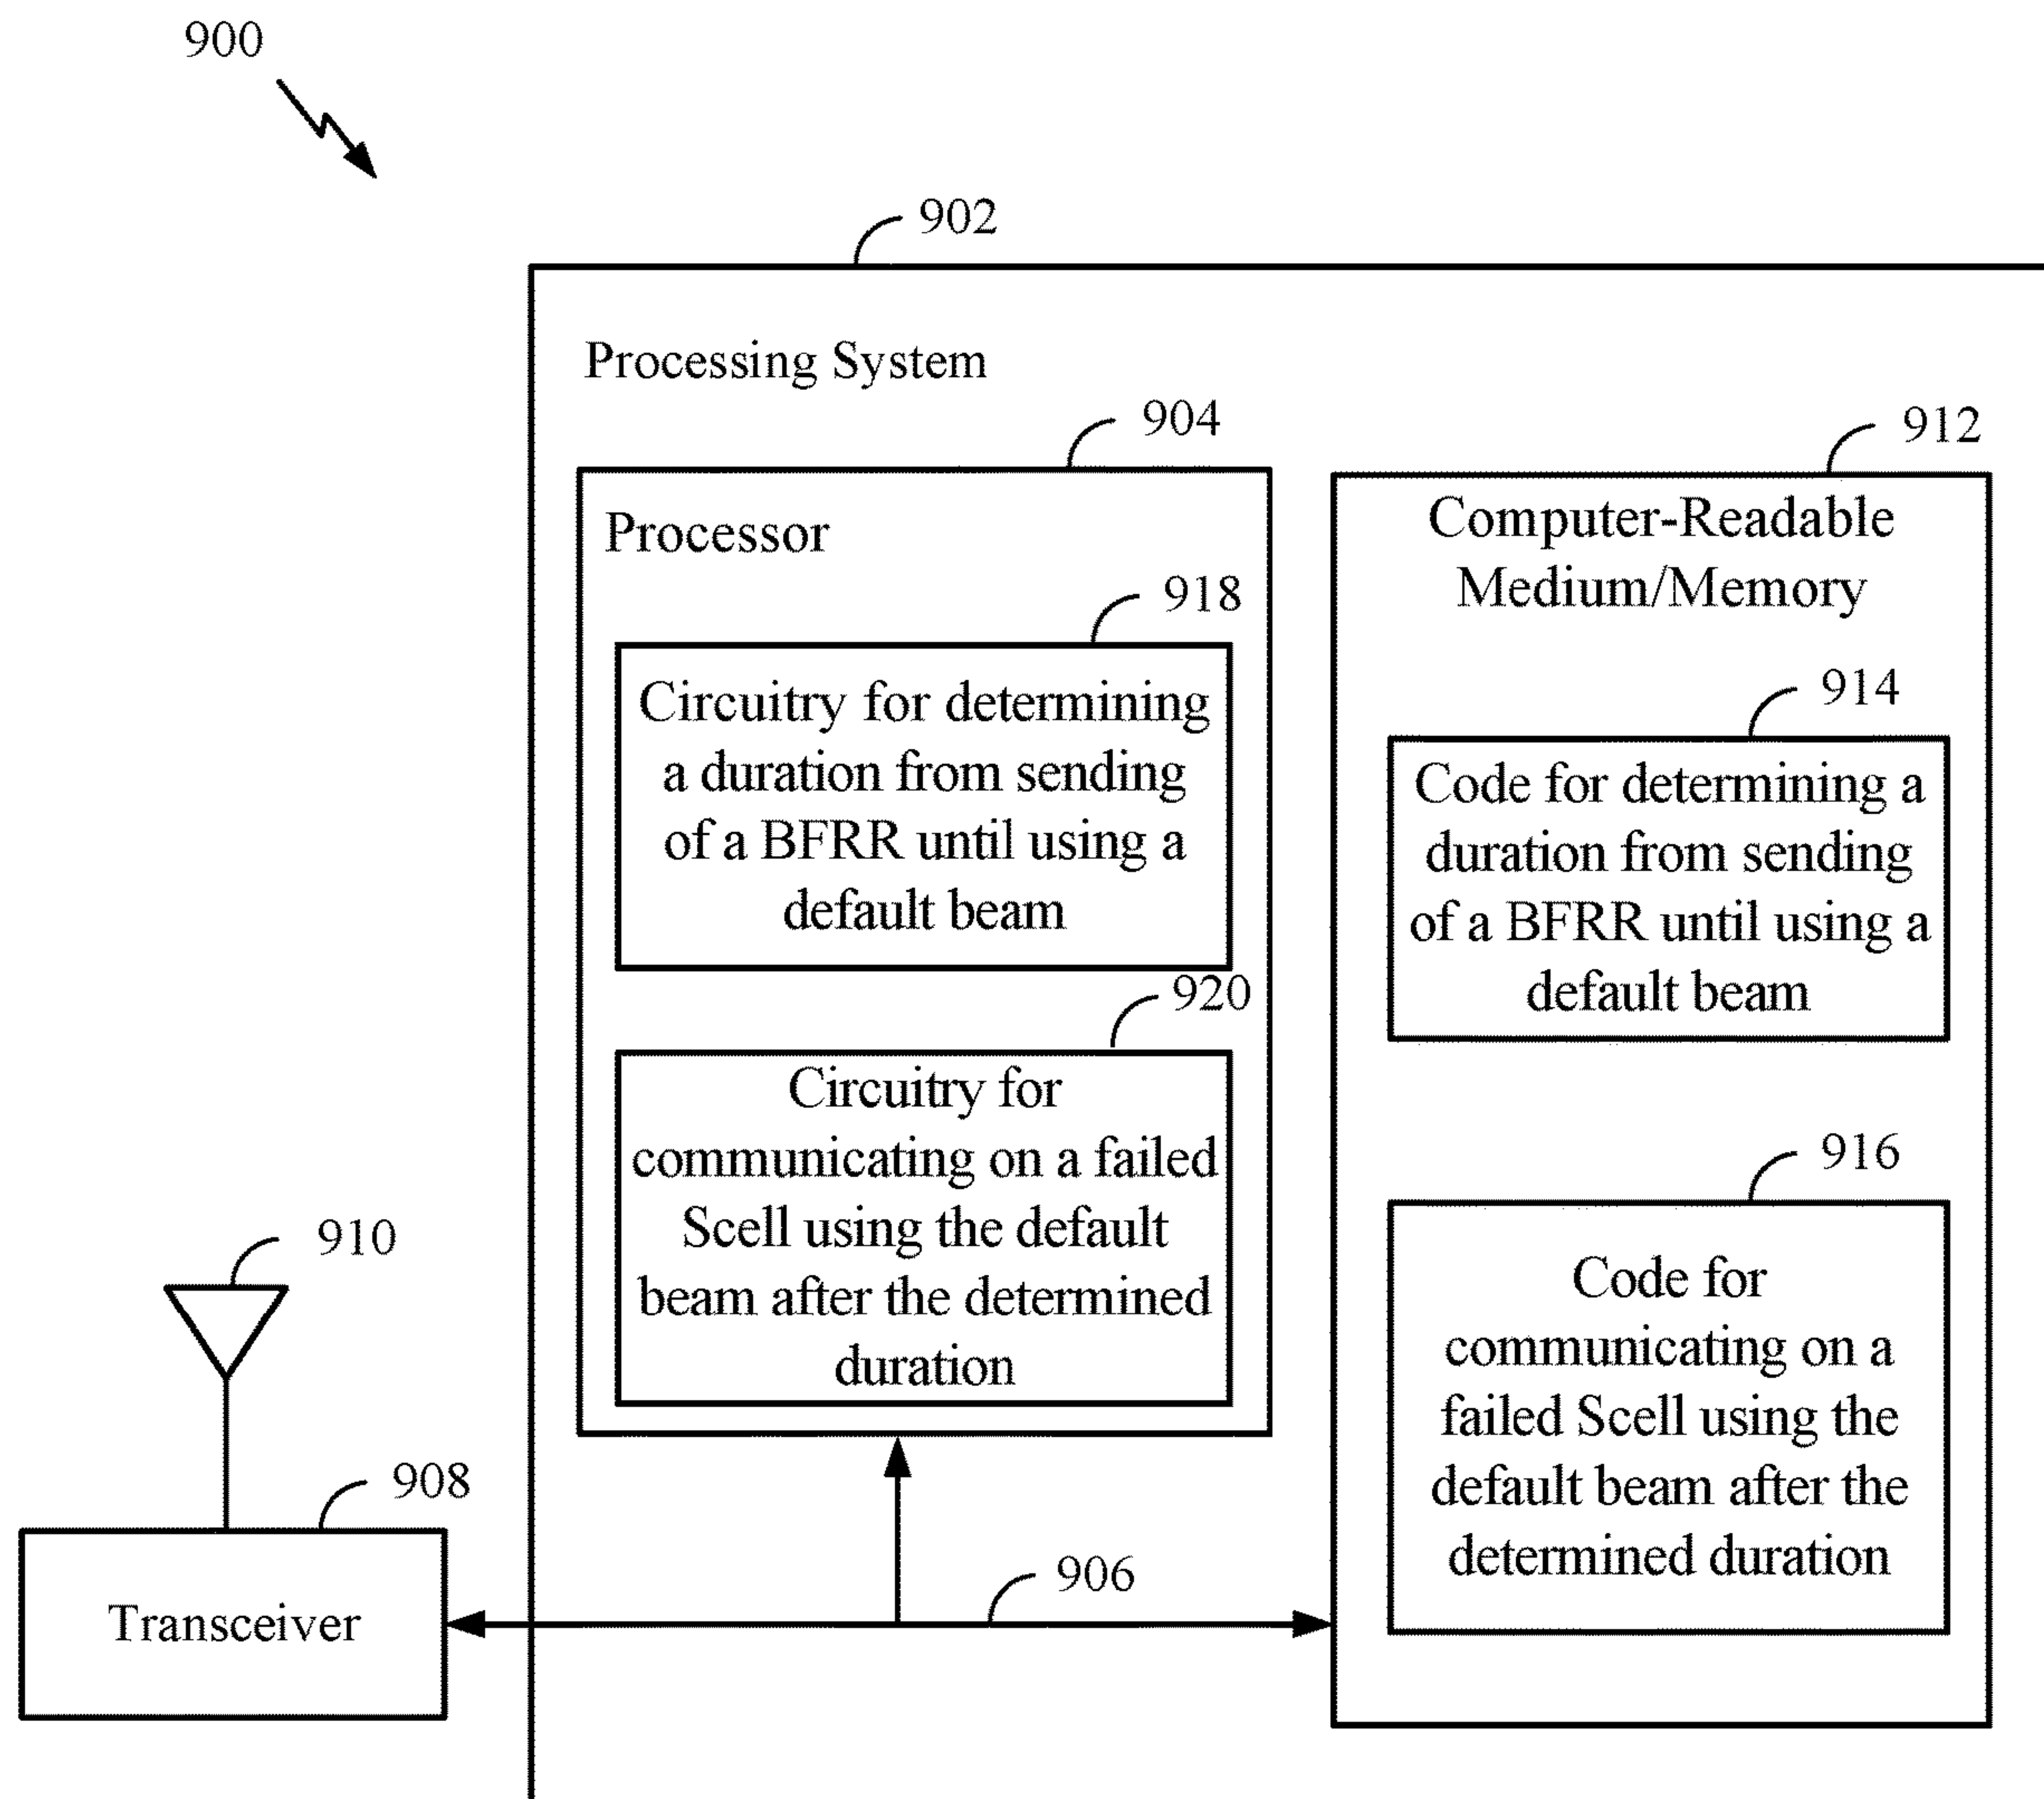 900
902
Processing System
904
912
Processor
Computer-Readable
Medium/Memory
918
Circuitry for determining
a duration from sending
of a BFRR until using a
default beam
914
Code for determining a
duration from sending
of a BFRR until using a
default beam
920
Circuitry for
communicating on a failed
Scell using the default
beam after the determined
duration
916
Code for
communicating on a
failed Scell using the
default beam after the
determined duration
910
908
Transceiver
906